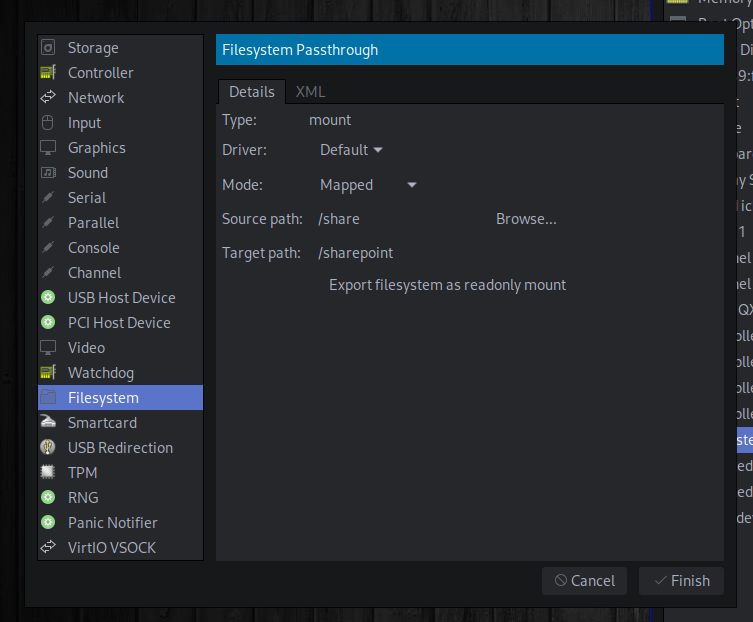 Storage
Controller
Network
Input
Graphics
Sound
Serial
Parallel
Console
Channel
USB Host Device
PCI Host Device
Video
Watchdog
Filesystem
Smartcard
USB Redirection
TPM
RNG
Panic Notifier
VirtIO VSOCK
Filesystem Passthrough
Details XML
Type: mount
Driver: Default
Mode: Mapped
Source path: /share Browse...
Target path: /sharepoint
Export filesystem as readonly mount
Cancel Finish